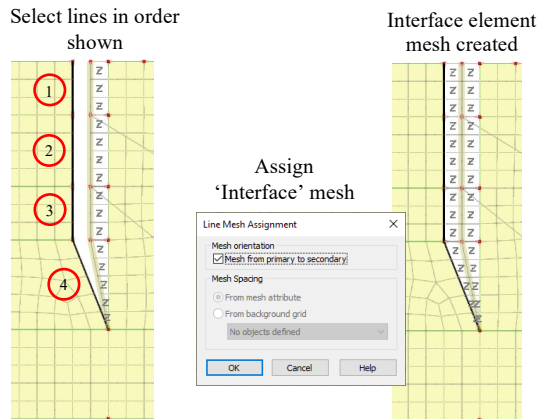 Select lines in order
shown
Interface element
mesh created
1
2
3
4
Assign
‘Interface’ mesh
Line Mesh Assignment
Mesh orientation
Mesh from primary to secondary
Mesh Spacing
From mesh attribute
From background grid
No objects defined
OK
Cancel
Help
Z
Z
Z
Z
Z
Z
Z
Z
Z
Z
Z
Z
Z
Z